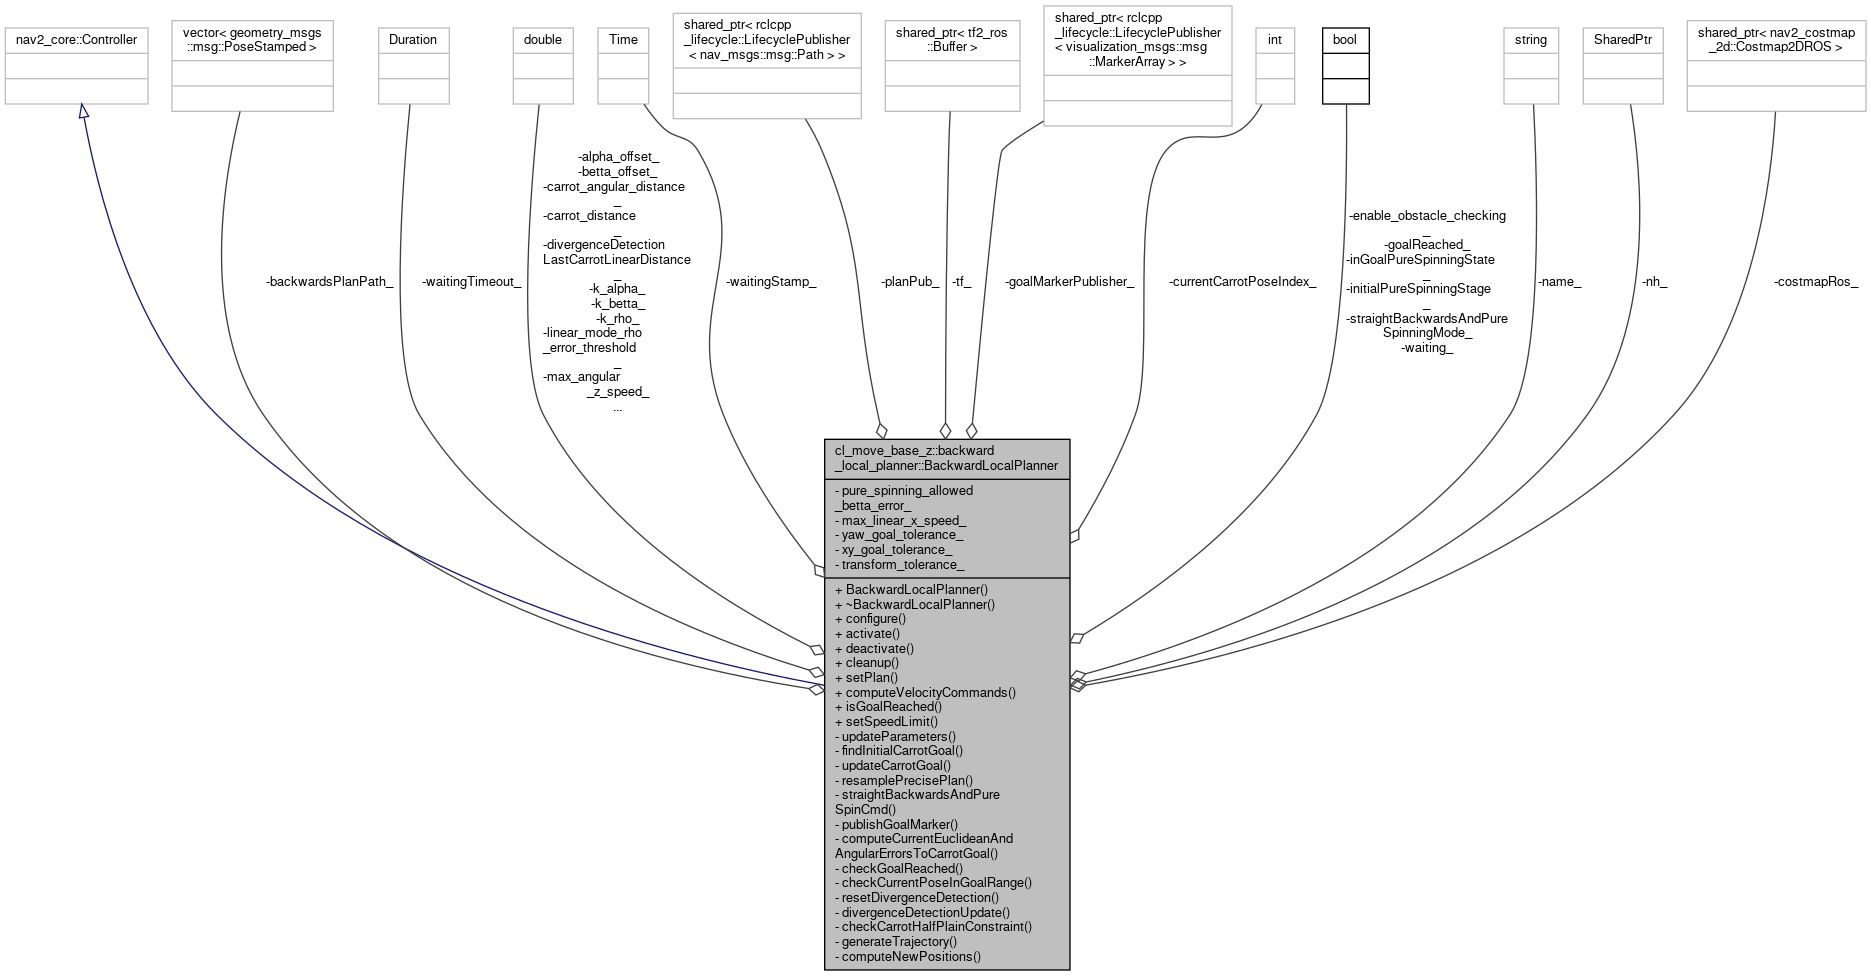 nav2_core::Controller
vector< geometry_msgs
::msg::PoseStamped >
Duration
double
Time
shared_ptr< rclcpp
_lifecycle::LifecyclePublisher
< nav_msgs::msg::Path > >
shared_ptr< tf2_ros
::Buffer >
shared_ptr< rclcpp
_lifecycle::LifecyclePublisher
< visualization_msgs::msg
::MarkerArray > >
int
bool
string
SharedPtr
shared_ptr< nav2_costmap
_2d::Costmap2DROS >
-backwardsPlanPath_
-waitingTimeout_
-alpha_offset_
-betta_offset_
-carrot_angular_distance
_
-carrot_distance
_
-divergenceDetection
LastCarrotLinearDistance
_
-k_alpha_
-k_betta_
-k_rho_
-linear_mode_rho
_error_threshold
_
-max_angular
_z_speed_
...
-waitingStamp_
-planPub_
-tf_
-goalMarkerPublisher_
-currentCarrotPoseIndex_
-enable_obstacle_checking
_
-goalReached_
-inGoalPureSpinningState
_
-initialPureSpinningStage
_
-straightBackwardsAndPure
SpinningMode_
-waiting_
-name_
-nh_
-costmapRos_
cl_move_base_z::backward
_local_planner::BackwardLocalPlanner
- pure_spinning_allowed
_betta_error_
- max_linear_x_speed_
- yaw_goal_tolerance_
- xy_goal_tolerance_
- transform_tolerance_
+ BackwardLocalPlanner()
+ ~BackwardLocalPlanner()
+ configure()
+ activate()
+ deactivate()
+ cleanup()
+ setPlan()
+ computeVelocityCommands()
+ isGoalReached()
+ setSpeedLimit()
- updateParameters()
- findInitialCarrotGoal()
- updateCarrotGoal()
- resamplePrecisePlan()
- straightBackwardsAndPure
SpinCmd()
- publishGoalMarker()
- computeCurrentEuclideanAnd
AngularErrorsToCarrotGoal()
- checkGoalReached()
- checkCurrentPoseInGoalRange()
- resetDivergenceDetection()
- divergenceDetectionUpdate()
- checkCarrotHalfPlainConstraint()
- generateTrajectory()
- computeNewPositions()